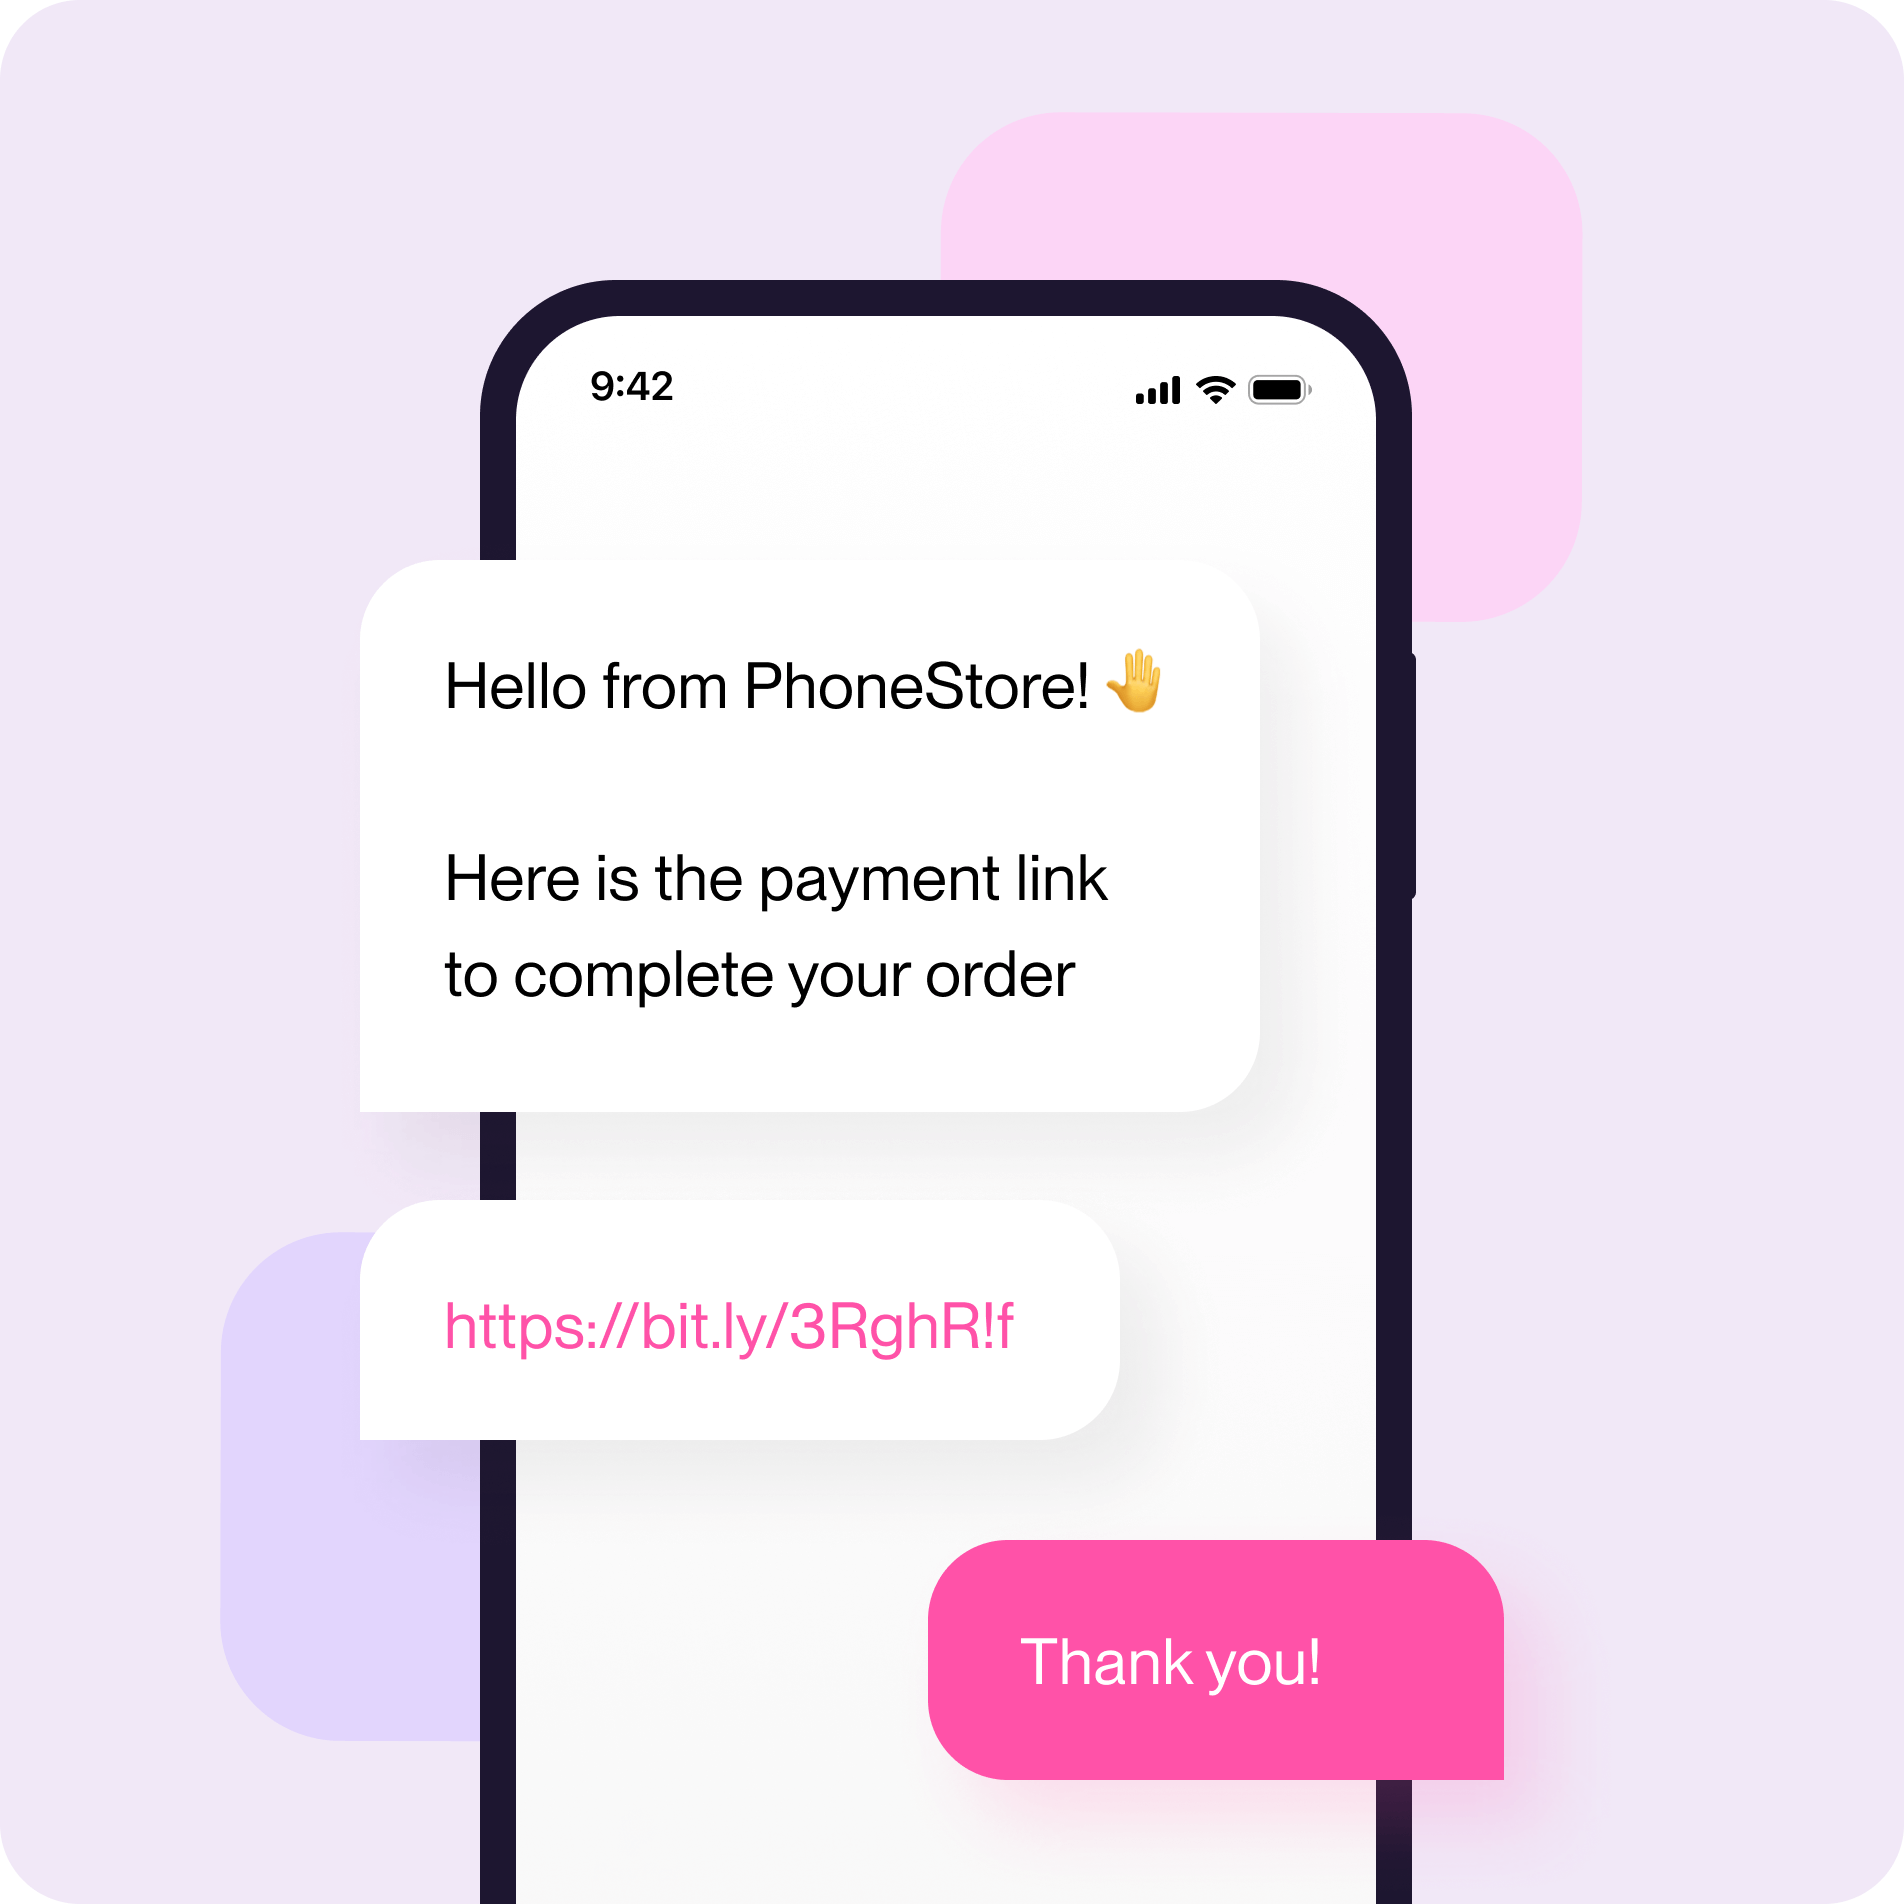 9:42
Hello from PhoneStore! 🤚
Here is the payment link
to complete your order
https://bit.ly/3RghR!f
Thank you!